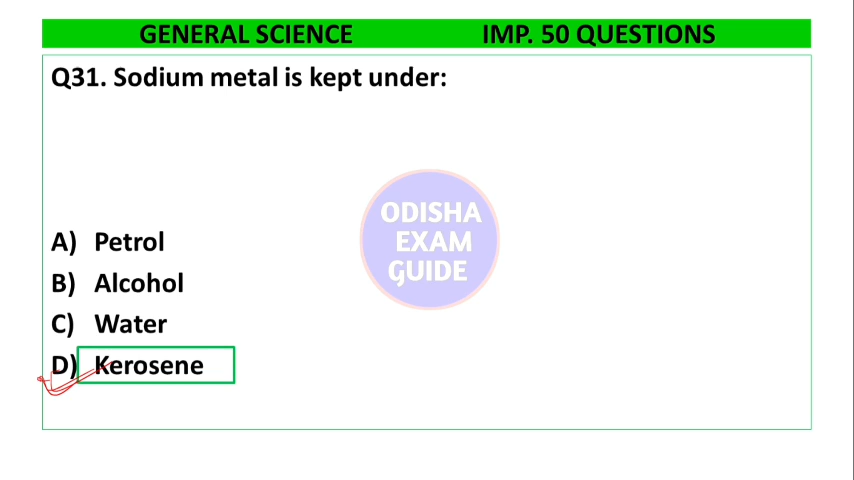 GENERAL SCIENCE IMP. 50 QUESTIONS
Q31. Sodium metal is kept under:
ODISHA
EXAM
GUIDE
A) Petrol
B) Alcohol
C) Water
D) Kerosene